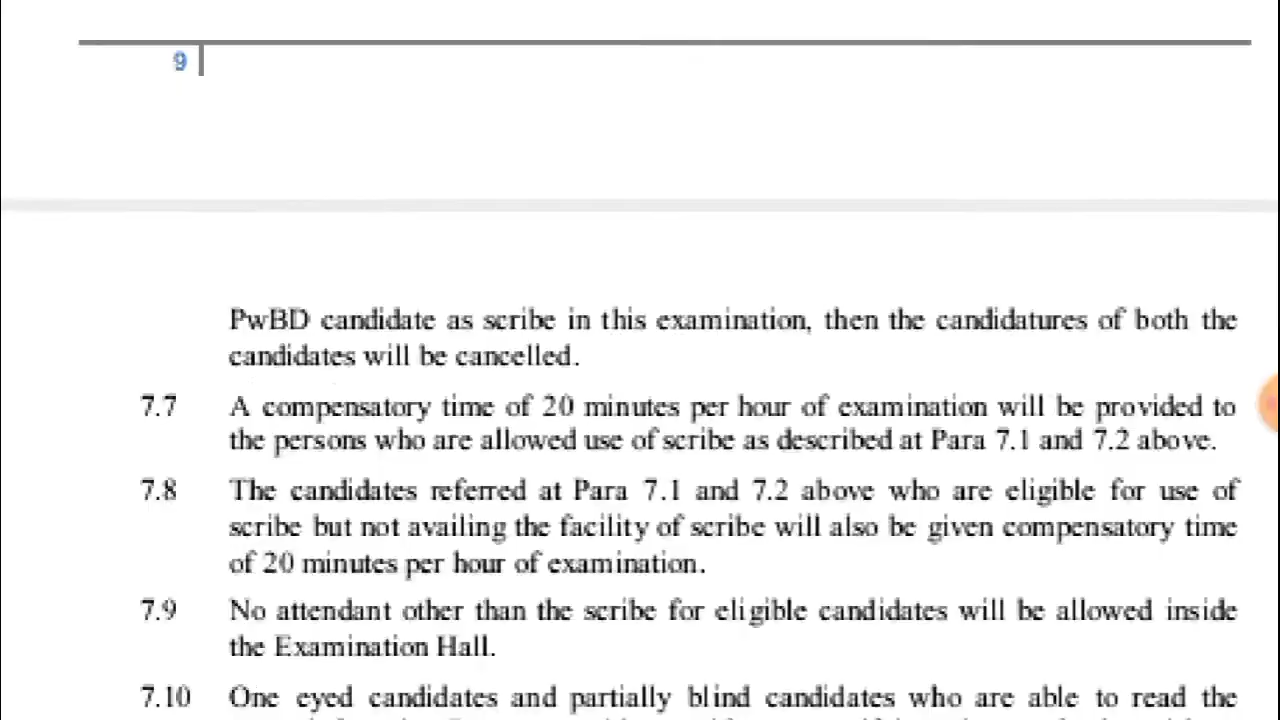 9
PwBD candidate as scribe in this examination, then the candidatures of both the
candidates will be cancelled.
7.7 A compensatory time of 20 minutes per hour of examination will be provided to
the persons who are allowed use of scribe as described at Para 7.1 and 7.2 above.
7.8 The candidates referred at Para 7.1 and 7.2 above who are eligible for use of
scribe but not availing the facility of scribe will also be given compensatory time
of 20 minutes per hour of examination.
7.9 No attendant other than the scribe for eligible candidates will be allowed inside
the Examination Hall.
7.10 One eyed candidates and partially blind candidates who are able to read the